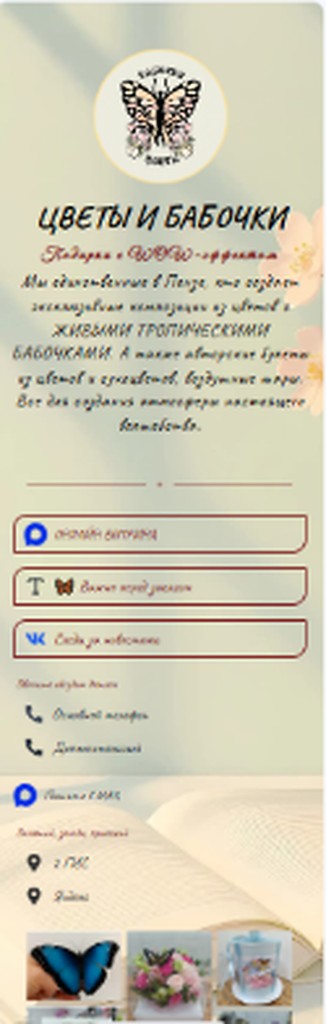 ЦВЕТЫ И БАБОЧКИ
Подарки с WOW-эффектом
Мы единственные в Пензе, кто создает
эксклюзивные композиции из цветов с
ЖИВЫМИ ТРОПИЧЕСКИМИ
БАБОЧКАМИ. А также авторские букеты
из цветов и сухоцветов, воздушные шары.
Все для создания атмосферы настоящего
волшебства.
ОНЛАЙН ВИТРИНА
Важно перед заказом
Следи за новостями
Основной телефон
Дополнительный
2 ГИС
Яндекс